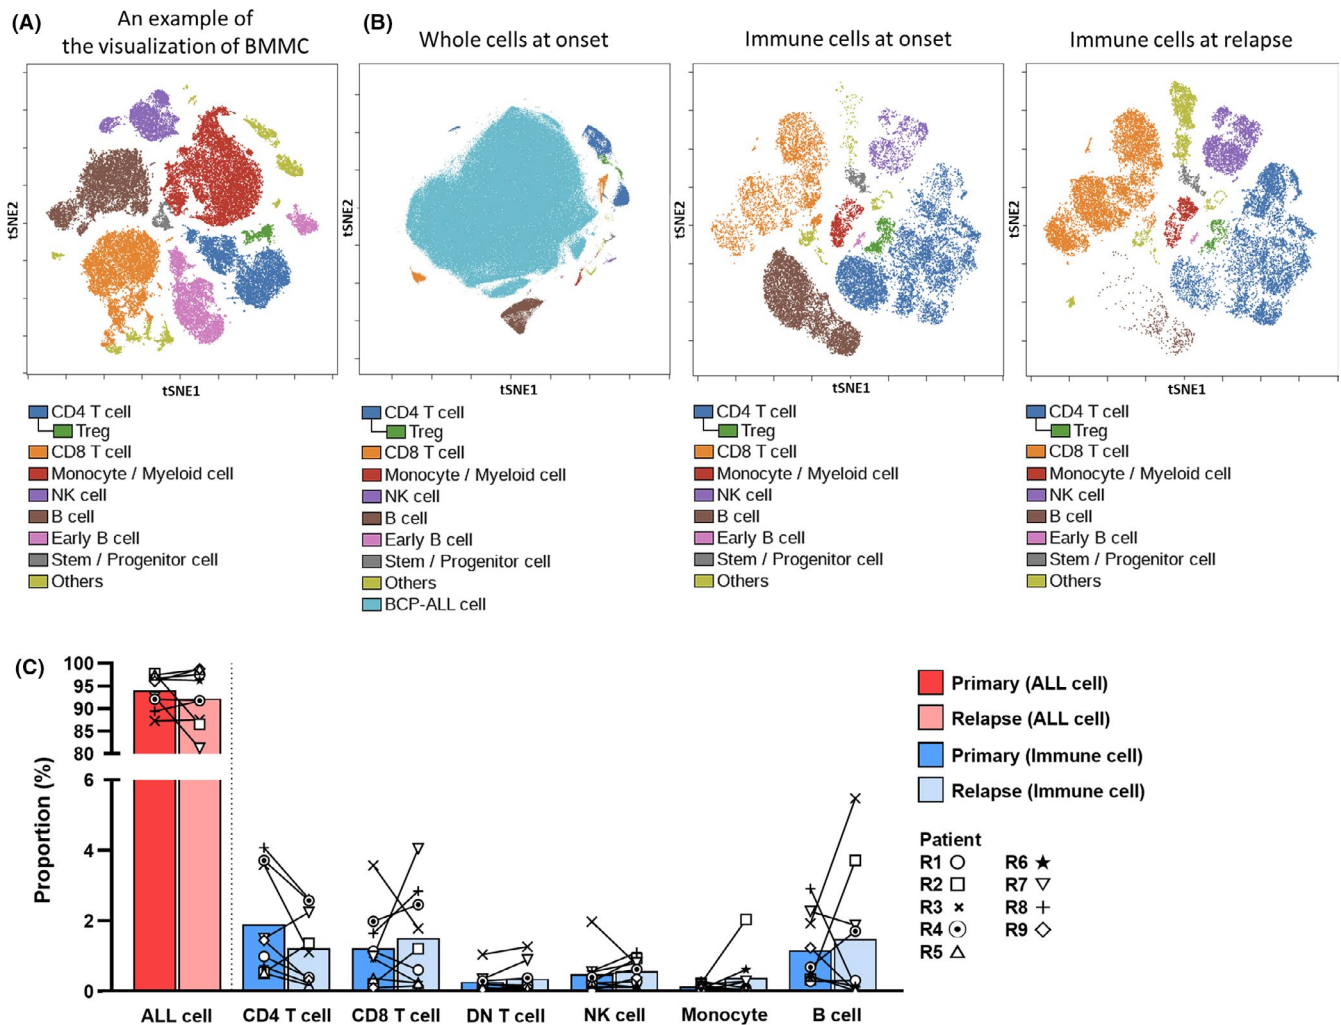 (A)
An example of
the visualization of BMMC
(B)
Whole cells at onset
Immune cells at onset
Immune cells at relapse
tSNE2
tSNE1
tSNE2
tSNE1
tSNE2
tSNE1
tSNE2
tSNE1
CD4 T cell
Treg
CD8 T cell
Monocyte / Myeloid cell
NK cell
B cell
Early B cell
Stem / Progenitor cell
Others
CD4 T cell
Treg
CD8 T cell
Monocyte / Myeloid cell
NK cell
B cell
Early B cell
Stem / Progenitor cell
Others
BCP-ALL cell
CD4 T cell
Treg
CD8 T cell
Monocyte / Myeloid cell
NK cell
B cell
Early B cell
Stem / Progenitor cell
Others
CD4 T cell
Treg
CD8 T cell
Monocyte / Myeloid cell
NK cell
B cell
Early B cell
Stem / Progenitor cell
Others
(C)
Proportion (%)
100
95
90
85
80
6
4
2
0
ALL cell
CD4 T cell
CD8 T cell
DN T cell
NK cell
Monocyte
B cell
Primary (ALL cell)
Relapse (ALL cell)
Primary (Immune cell)
Relapse (Immune cell)
Patient
R1
R2
R3
R4
R5
R6
R7
R8
R9